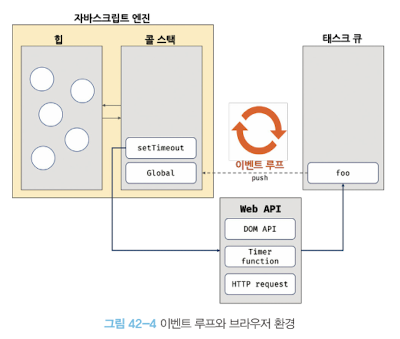 자바스크립트 엔진
힙
콜 스택
태스크 큐
setTimeout
Global
이벤트 루프
push
foo
Web API
DOM API
Timer
function
HTTP request
그림 42-4 이벤트 루프와 브라우저 환경